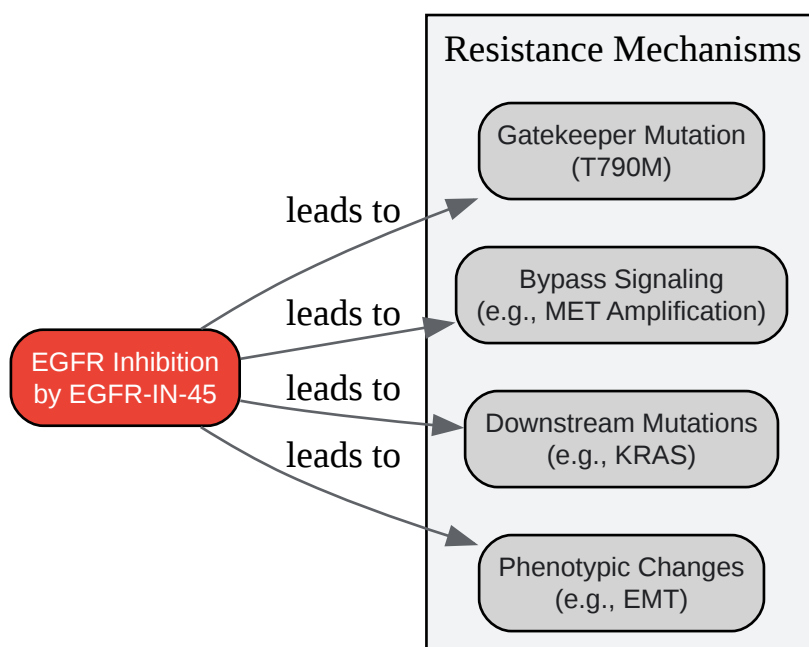 Resistance Mechanisms
Gatekeeper Mutation
(T790M)
leads to
Bypass Signaling
(e.g., MET Amplification)
leads to
EGFR Inhibition
by EGFR-IN-45
leads to
Downstream Mutations
(e.g., KRAS)
leads to
Phenotypic Changes
(e.g., EMT)